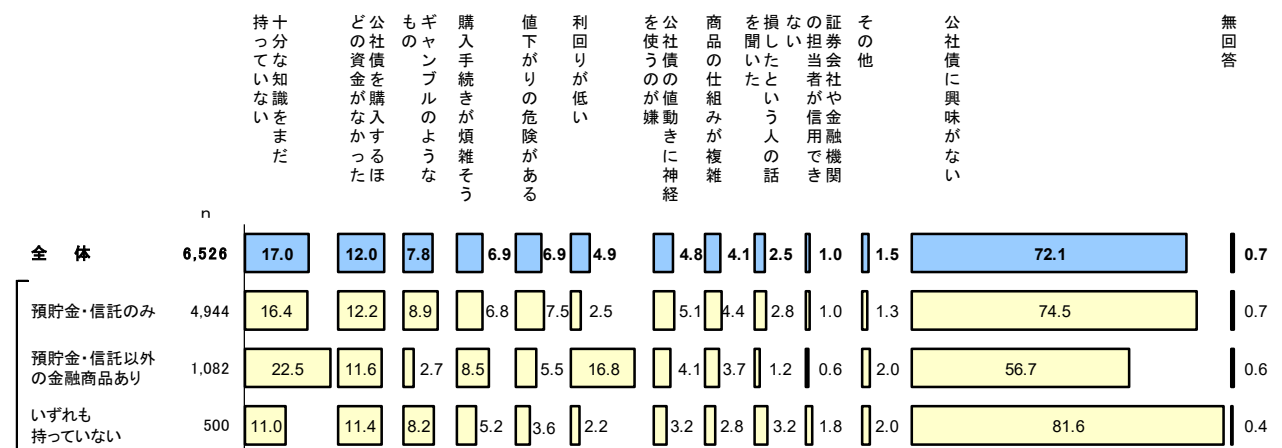 十分な知識をまだ
持っていない
公社債を購入するほ
どの資金がなかった
ギャンブルのような
もの
購入手続きが煩雑そう
値下がりの危険がある
利回りが低い
公社債の値動きに神経
を使うのが嫌
商品の仕組みが複雑
損したという人の話
を聞いた
証券会社や金融機関
の担当者が信用でき
ない
その他
公社債に興味がない
無回答
n
全 体 6,526 17.0 12.0 7.8 6.9 6.9 4.9 4.8 4.1 2.5 1.0 1.5 72.1 0.7
預貯金・信託のみ 4,944 16.4 12.2 8.9 6.8 7.5 2.5 5.1 4.4 2.8 1.0 1.3 74.5 0.7
預貯金・信託以外
の金融商品あり 1,082 22.5 11.6 2.7 8.5 5.5 16.8 4.1 3.7 1.2 0.6 2.0 56.7 0.6
いずれも
持っていない 500 11.0 11.4 8.2 5.2 3.6 2.2 3.2 2.8 3.2 1.8 2.0 81.6 0.4